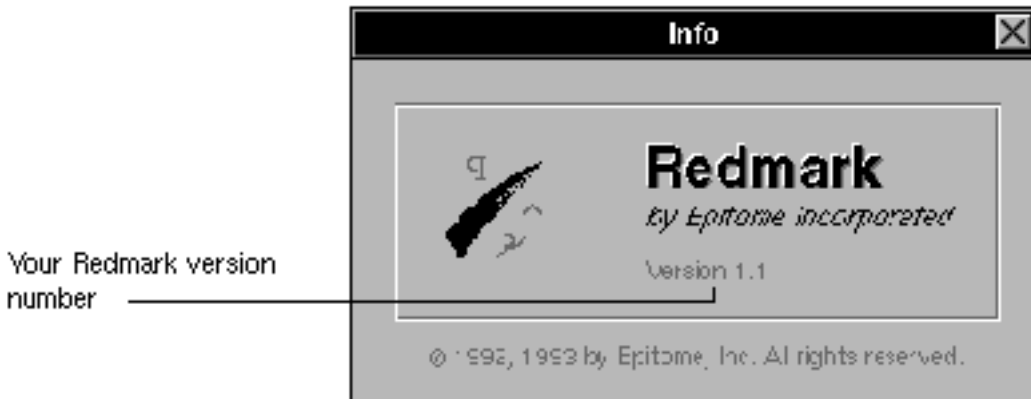 Info
Redmark
by Epitome Incorporated
Version 1.1
Your Redmark version
number
© 1992, 1993 by Epitome, Inc. All rights reserved.